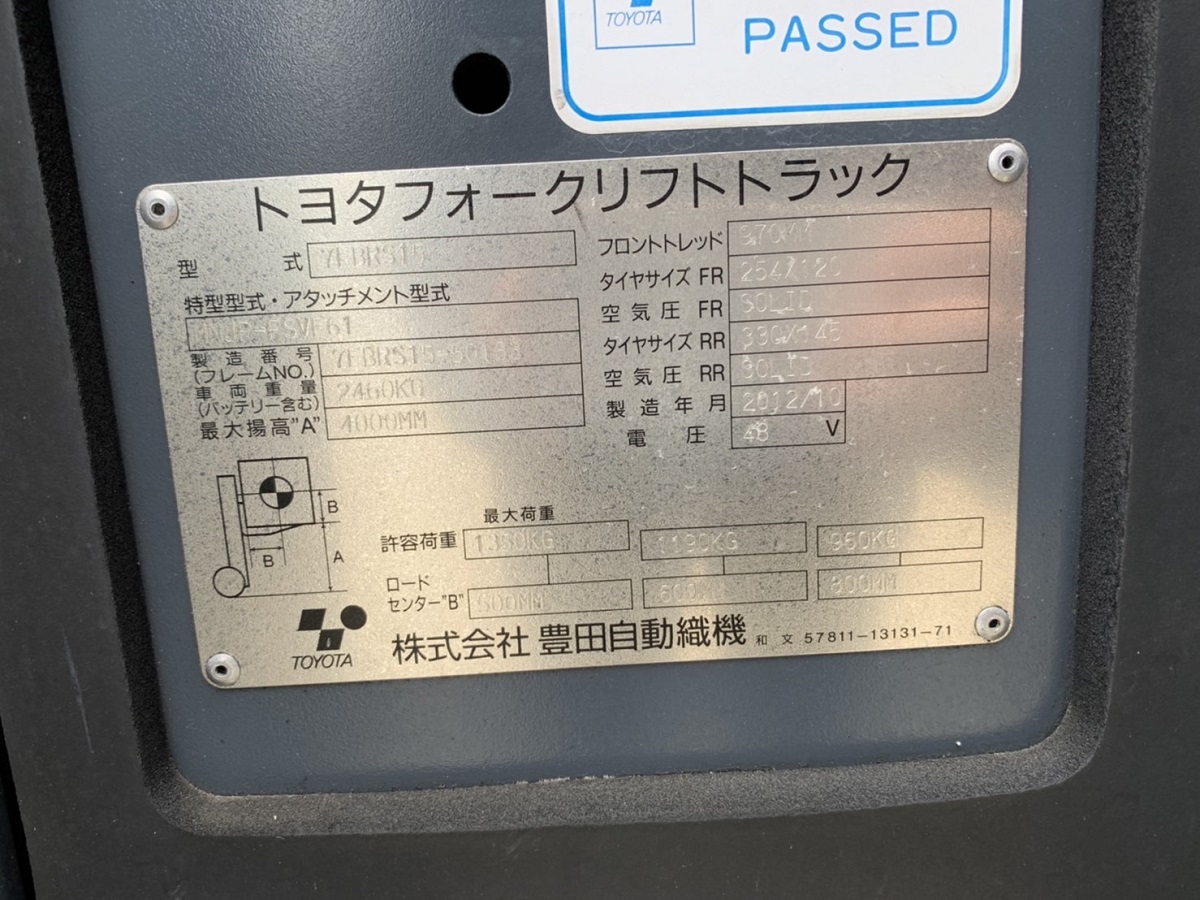 TOYOTA
PASSED
トヨタフォークリフトトラック
型 式 7FBRS15
特型型式・アタッチメント型式
製造番号
(フレームNO.)
車両重量 2460KG
(バッテリー含む)
最大揚高"A" 4000MM
フロントトレッド
タイヤサイズ FR
空気圧 FR SOLID
タイヤサイズ RR 330X145
空気圧 RR SOLID
製造年月 2012/10
電 圧 48 V
B
B
A
最大荷重
許容荷重 1350KG 1190KG 960KG
ロード
センター"B" 500MM 600MM 800MM
TOYOTA
株式会社 豊田自動織機 和 文 57811-13131-71